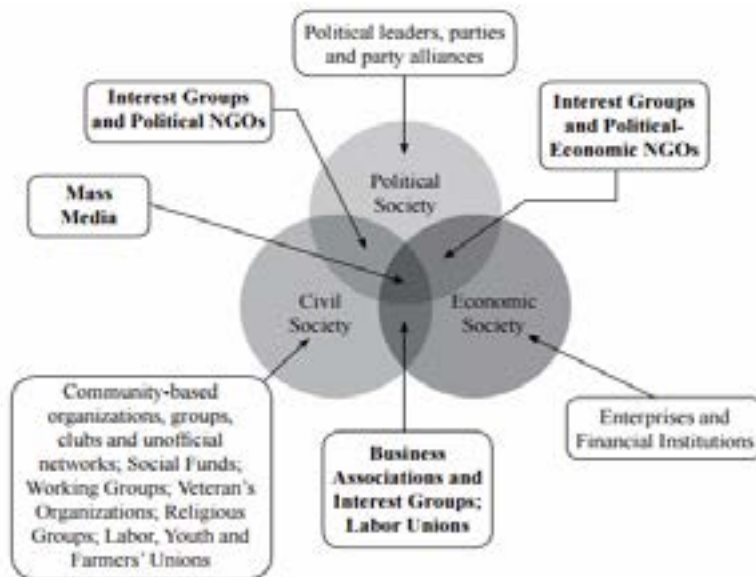 Political leaders, parties
and party alliances
Interest Groups
and Political NGOs
Interest Groups
and Political-
Economic NGOs
Mass
Media
Political
Society
Civil
Society
Economic
Society
Community-based
organizations, groups,
clubs and unofficial
networks; Social Funds;
Working Groups; Veteran's
Organizations; Religious
Groups; Labor, Youth and
Farmers' Unions
Business
Associations and
Interest Groups;
Labor Unions
Enterprises and
Financial Institutions